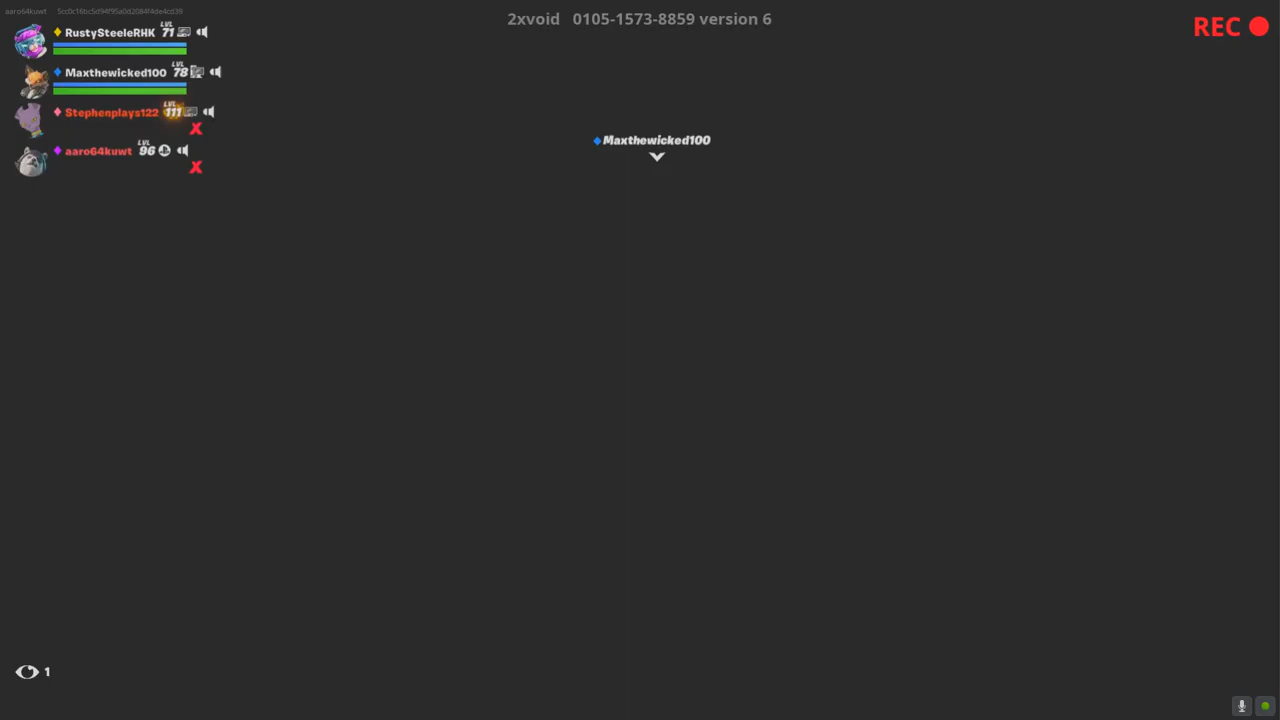 aaro64kuwt
2xvoid 0105-1573-8859 version 6
REC
RustySteeleRHK LVL 71
Maxthewicked100 LVL 78
Stephenplays122 LVL 111
X
aaro64kuwt LVL 96
X
Maxthewicked100
1